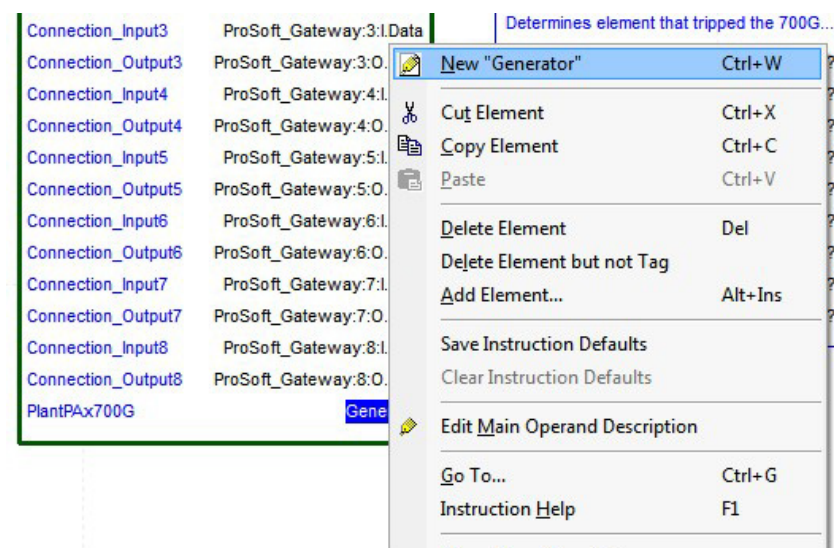 Determines element that tripped the 700G...
Connection_Input3 ProSoft_Gateway:3:I.Data
Connection_Output3 ProSoft_Gateway:3:O.
Connection_Input4 ProSoft_Gateway:4:I.
Connection_Output4 ProSoft_Gateway:4:O.
Connection_Input5 ProSoft_Gateway:5:I.
Connection_Output5 ProSoft_Gateway:5:O.
Connection_Input6 ProSoft_Gateway:6:I.
Connection_Output6 ProSoft_Gateway:6:O.
Connection_Input7 ProSoft_Gateway:7:I.
Connection_Output7 ProSoft_Gateway:7:O.
Connection_Input8 ProSoft_Gateway:8:I.
Connection_Output8 ProSoft_Gateway:8:O.
PlantPAx700G Gene
New "Generator" Ctrl+W
Cut Element Ctrl+X
Copy Element Ctrl+C
Paste Ctrl+V
Delete Element Del
Delete Element but not Tag
Add Element... Alt+Ins
Save Instruction Defaults
Clear Instruction Defaults
Edit Main Operand Description
Go To... Ctrl+G
Instruction Help F1